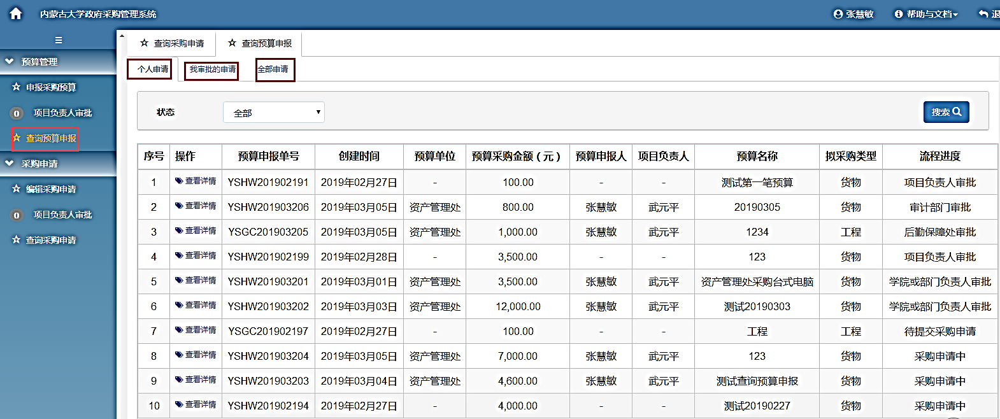 内蒙古大学政府采购管理系统 张慧敏 帮助与文档 退
查询采购申请 查询预算申报
个人申请 我审批的申请 全部申请
预算管理
申报采购预算
0 项目负责人审批
查询预算申报
采购申请
编辑采购申请
0 项目负责人审批
查询采购申请
状态 全部 搜索
序号 操作 预算申报单号 创建时间 预算单位 预算采购金额（元） 预算申报人 项目负责人 预算名称 拟采购类型 流程进度
1 查看详情 YSHW201902191 2019年02月27日 - 100.00 - - 测试第一笔预算 货物 项目负责人审批
2 查看详情 YSHW201903206 2019年03月05日 资产管理处 800.00 张慧敏 武元平 20190305 货物 审计部门审批
3 查看详情 YSGC201903205 2019年03月05日 资产管理处 1,000.00 张慧敏 武元平 1234 工程 后勤保障处审批
4 查看详情 YSHW201902199 2019年02月28日 - 3,500.00 - - 123 货物 项目负责人审批
5 查看详情 YSHW201903201 2019年03月01日 资产管理处 3,500.00 张慧敏 武元平 资产管理处采购台式电脑 货物 学院或部门负责人审批
6 查看详情 YSHW201903202 2019年03月03日 资产管理处 12,000.00 张慧敏 武元平 测试20190303 货物 学院或部门负责人审批
7 查看详情 YSGC201902197 2019年02月27日 - 100.00 - - 工程 工程 待提交采购申请
8 查看详情 YSHW201903204 2019年03月05日 资产管理处 7,000.00 张慧敏 武元平 123 货物 采购申请中
9 查看详情 YSHW201903203 2019年03月04日 资产管理处 4,600.00 张慧敏 武元平 测试查询预算申报 货物 采购申请中
10 查看详情 YSHW201902194 2019年02月27日 - 4,000.00 - - 测试20190227 货物 采购申请中